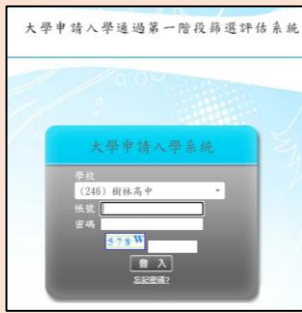 大學申請入學通過第一階段篩選評估系統
大學申請入學系統
學校
(246) 樹林高中
帳號
密碼
578W
登 入
忘記密碼?